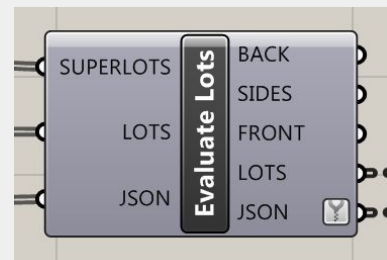 SUPERLOTS
LOTS
JSON
Evaluate Lots
BACK
SIDES
FRONT
LOTS
JSON